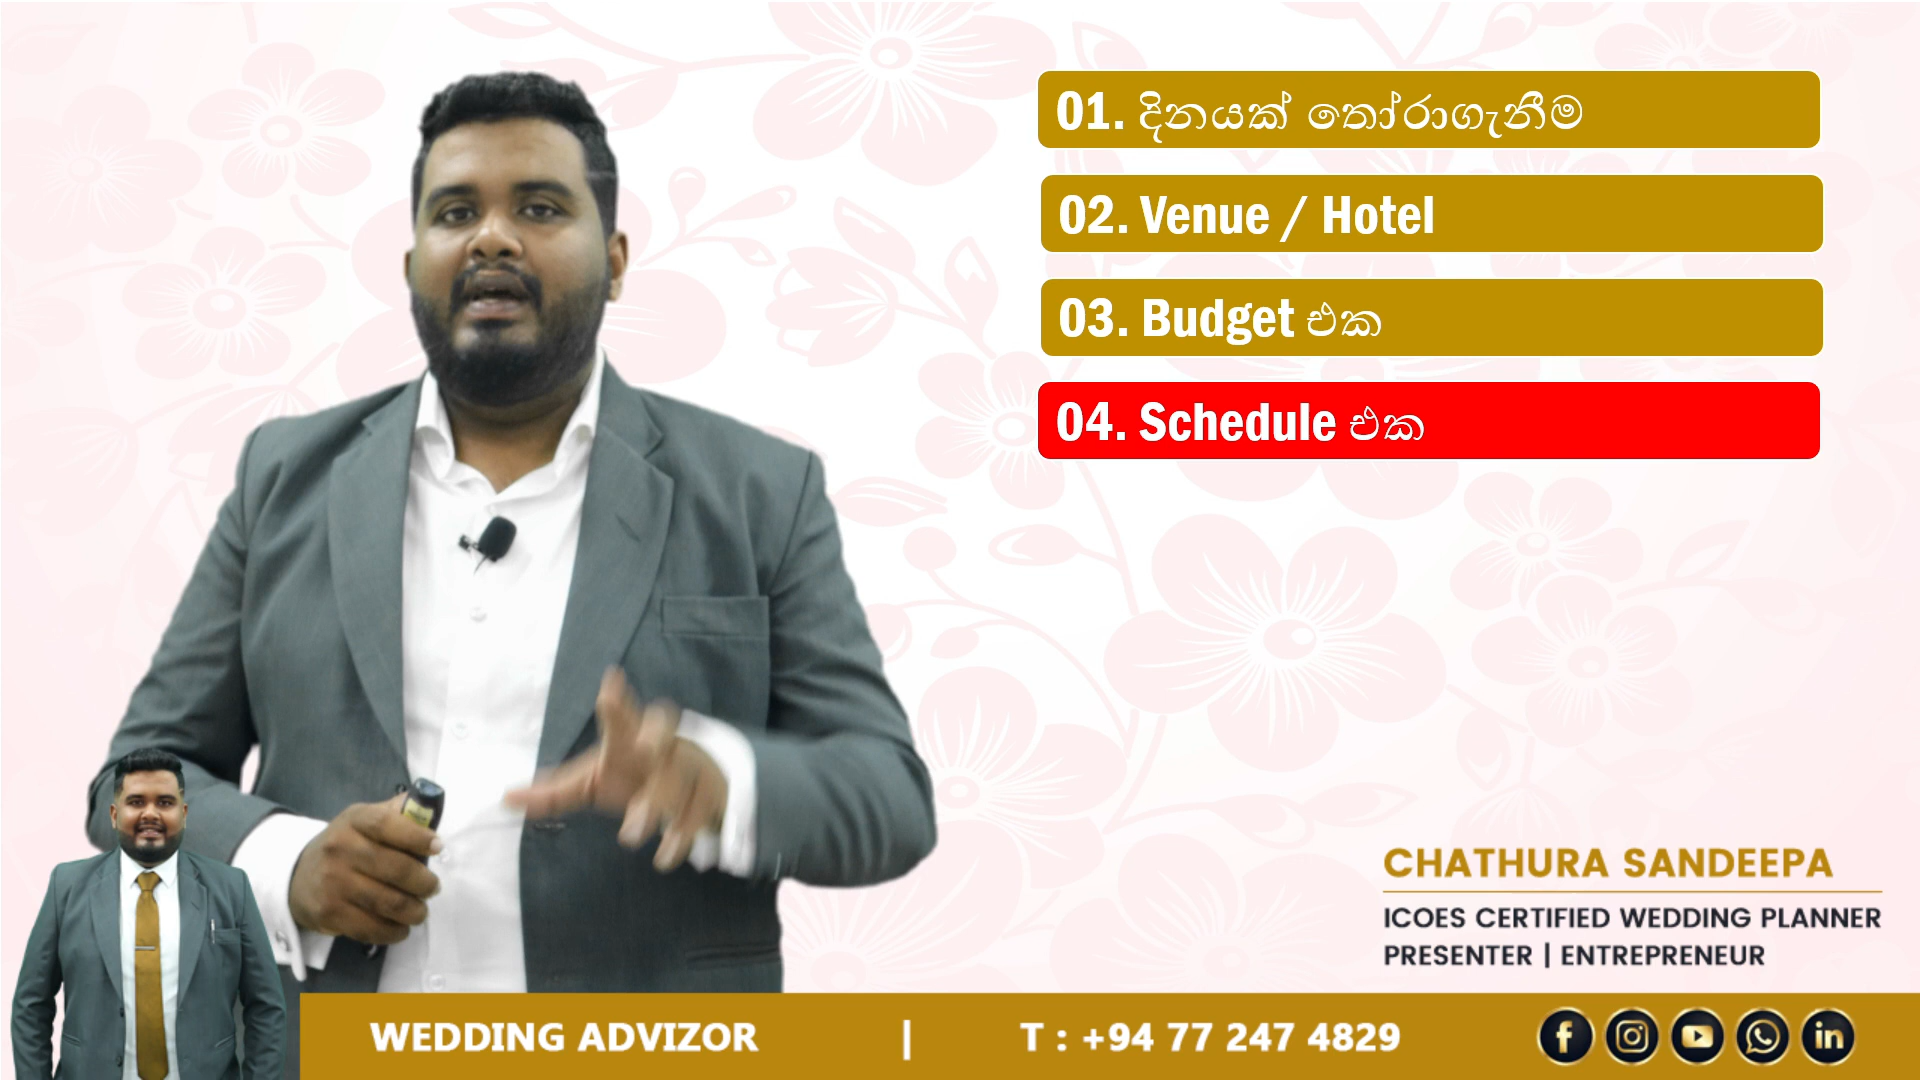 01. දිනයක් තෝරාගැනීම
02. Venue / Hotel
03. Budget එක
04. Schedule එක
CHATHURA SANDEEPA
ICOES CERTIFIED WEDDING PLANNER
PRESENTER | ENTREPRENEUR
WEDDING ADVIZOR | T : +94 77 247 4829